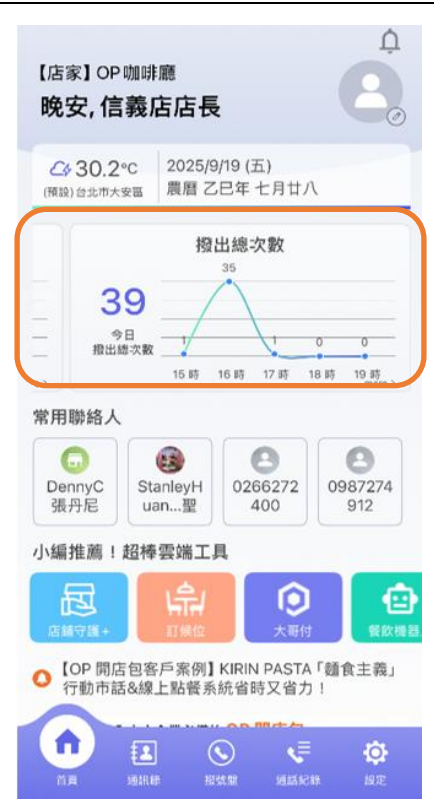 【店家】OP咖啡廳
晚安,信義店店長
30.2°C
(預設)台北市大安區
2025/9/19 (五)
農曆 乙巳年 七月廿八
撥出總次數
35
39
今日
撥出總次數
1
1
0
0
15 時
16 時
17 時
18 時
19 時
常用聯絡人
DennyC
張丹尼
StanleyH
uan...聖
0266272
400
0987274
912
小編推薦！超棒雲端工具
店鋪守護+
訂候位
大哥付
餐飲機器
【OP 開店包客戶案例】KIRIN PASTA「麵食主義」
行動市話&線上點餐系統省時又省力！
首頁
通訊錄
撥號盤
通話紀錄
設定